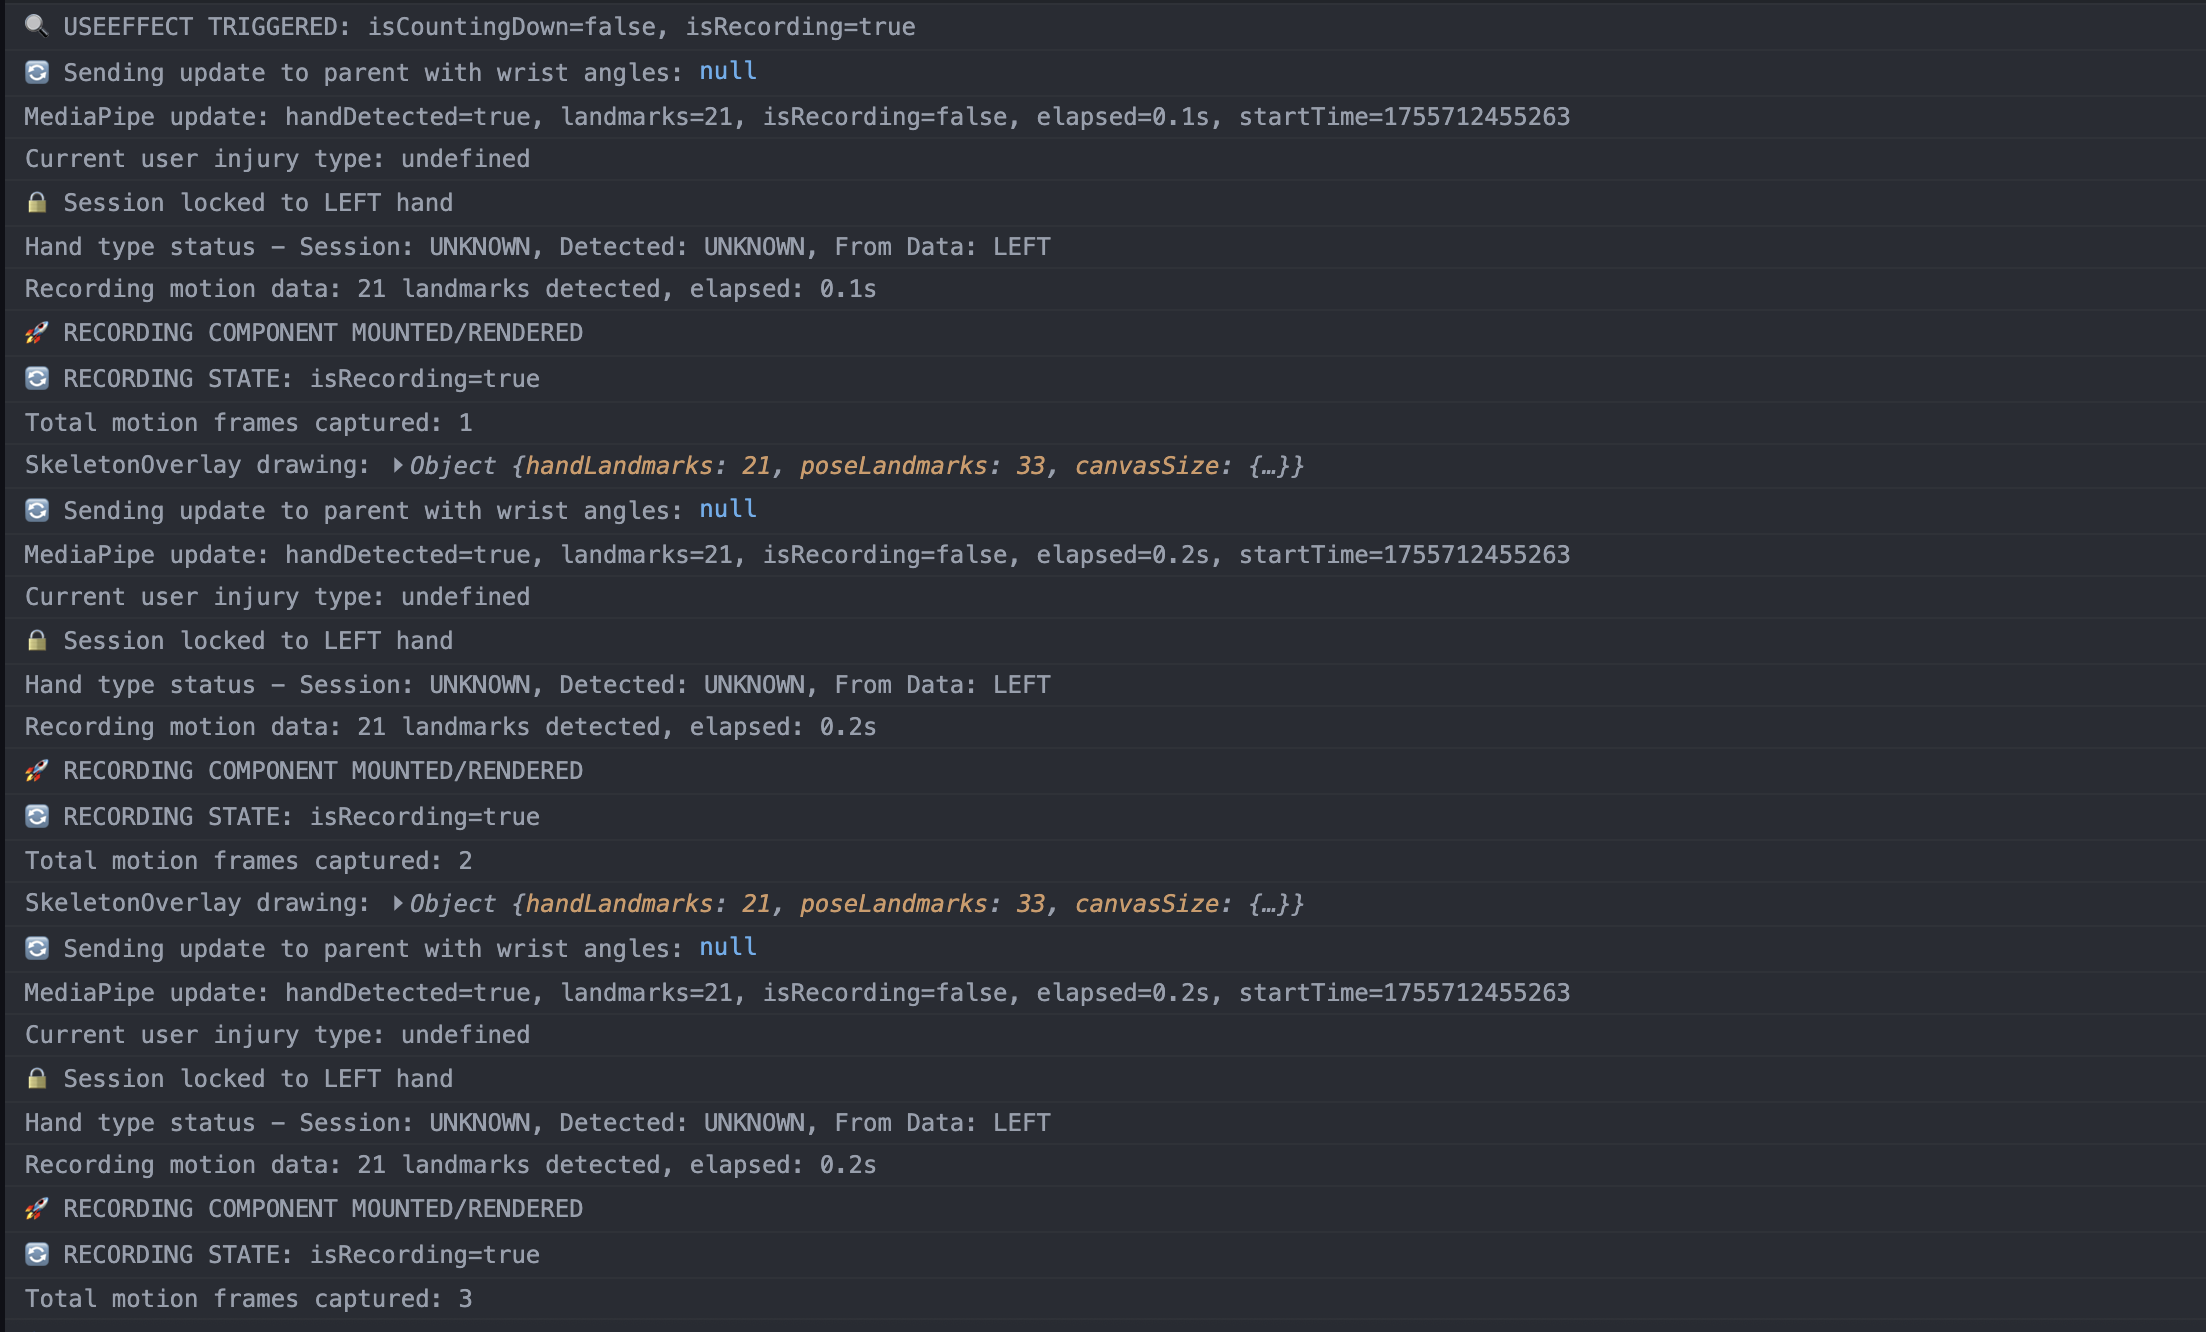 🔍 USEEFFECT TRIGGERED: isCountingDown=false, isRecording=true
🔄 Sending update to parent with wrist angles: null
MediaPipe update: handDetected=true, landmarks=21, isRecording=false, elapsed=0.1s, startTime=1755712455263
Current user injury type: undefined
🔒 Session locked to LEFT hand
Hand type status – Session: UNKNOWN, Detected: UNKNOWN, From Data: LEFT
Recording motion data: 21 landmarks detected, elapsed: 0.1s
🚀 RECORDING COMPONENT MOUNTED/RENDERED
🔄 RECORDING STATE: isRecording=true
Total motion frames captured: 1
SkeletonOverlay drawing: ▶Object {handLandmarks: 21, poseLandmarks: 33, canvasSize: {…}}
🔄 Sending update to parent with wrist angles: null
MediaPipe update: handDetected=true, landmarks=21, isRecording=false, elapsed=0.2s, startTime=1755712455263
Current user injury type: undefined
🔒 Session locked to LEFT hand
Hand type status – Session: UNKNOWN, Detected: UNKNOWN, From Data: LEFT
Recording motion data: 21 landmarks detected, elapsed: 0.2s
🚀 RECORDING COMPONENT MOUNTED/RENDERED
🔄 RECORDING STATE: isRecording=true
Total motion frames captured: 2
SkeletonOverlay drawing: ▶Object {handLandmarks: 21, poseLandmarks: 33, canvasSize: {…}}
🔄 Sending update to parent with wrist angles: null
MediaPipe update: handDetected=true, landmarks=21, isRecording=false, elapsed=0.2s, startTime=1755712455263
Current user injury type: undefined
🔒 Session locked to LEFT hand
Hand type status – Session: UNKNOWN, Detected: UNKNOWN, From Data: LEFT
Recording motion data: 21 landmarks detected, elapsed: 0.2s
🚀 RECORDING COMPONENT MOUNTED/RENDERED
🔄 RECORDING STATE: isRecording=true
Total motion frames captured: 3